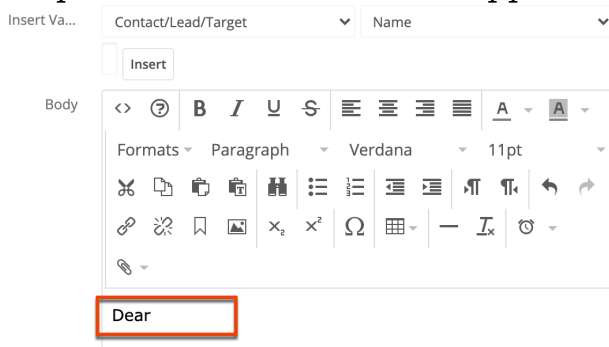 Insert Va... Contact/Lead/Target Name
Insert
Body B I U S A A
Formats Paragraph Verdana 11pt
Dear